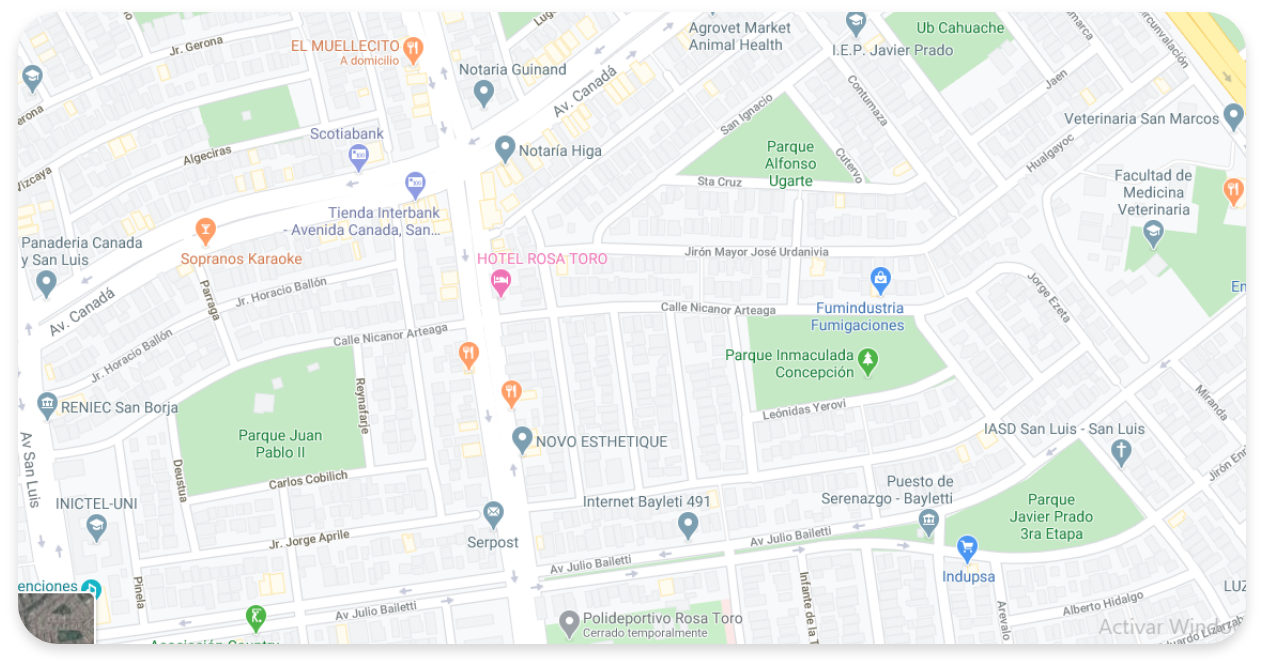 Agrovet Market
Animal Health
Ub Cahuache
I.E.P. Javier Prado
Jr. Gerona
EL MUELLECITO
A domicilio
Notaria Guinand
Av. Canadá
Contumaza
Jaen
San Ignacio
Veterinaria San Marcos
Scotiabank
Notaría Higa
Algeciras
Parque
Alfonso
Ugarte
Cutervo
Hualgayoc
Vizcaya
Sta Cruz
Facultad de
Medicina
Veterinaria
Tienda Interbank
- Avenida Canada, San...
Panaderia Canada
y San Luis
Sopranos Karaoke
HOTEL ROSA TORO
Jirón Mayor José Urdanivia
Jr. Horacio Ballón
Parraga
Av. Canadá
Calle Nicanor Arteaga
Fumindustria
Fumigaciones
Jorge Ezeta
Calle Nicanor Arteaga
Jr. Horacio Ballón
Parque Inmaculada
Concepción
Reynafarje
RENIEC San Borja
Leónidas Yerovi
Miranda
Parque Juan
Pablo II
NOVO ESTHETIQUE
IASD San Luis - San Luis
Av San Luis
Deustua
Carlos Cobilich
Puesto de
Serenazgo - Bayletti
INICTEL-UNI
Internet Bayleti 491
Parque
Javier Prado
3ra Etapa
Jr. Jorge Aprile
Serpost
Av Julio Bailetti
Av Julio Bailetti
Indupsa
Pinela
Av Julio Bailetti
Polideportivo Rosa Toro
Cerrado temporalmente
Arevalo
Alberto Hidalgo